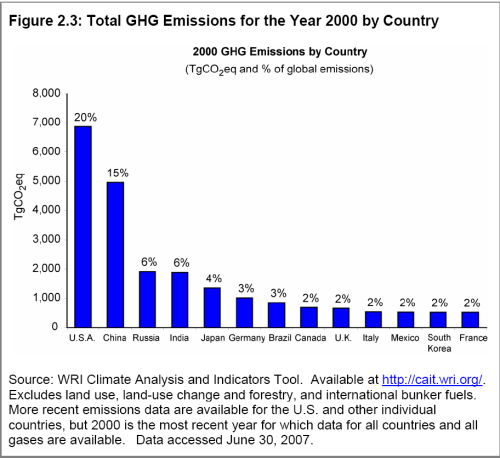 Figure 2.3: Total GHG Emissions for the Year 2000 by Country
2000 GHG Emissions by Country
(TgCO2eq and % of global emissions)
TgCO2eq
8,000
7,000
6,000
5,000
4,000
3,000
2,000
1,000
0
20%
15%
6%
6%
4%
3%
3%
2%
2%
2%
2%
2%
2%
U.S.A. China Russia India Japan Germany Brazil Canada U.K. Italy Mexico South Korea France
Source: WRI Climate Analysis and Indicators Tool. Available at http://cait.wri.org/.
Excludes land use, land-use change and forestry, and international bunker fuels.
More recent emissions data are available for the U.S. and other individual
countries, but 2000 is the most recent year for which data for all countries and all
gases are available. Data accessed June 30, 2007.